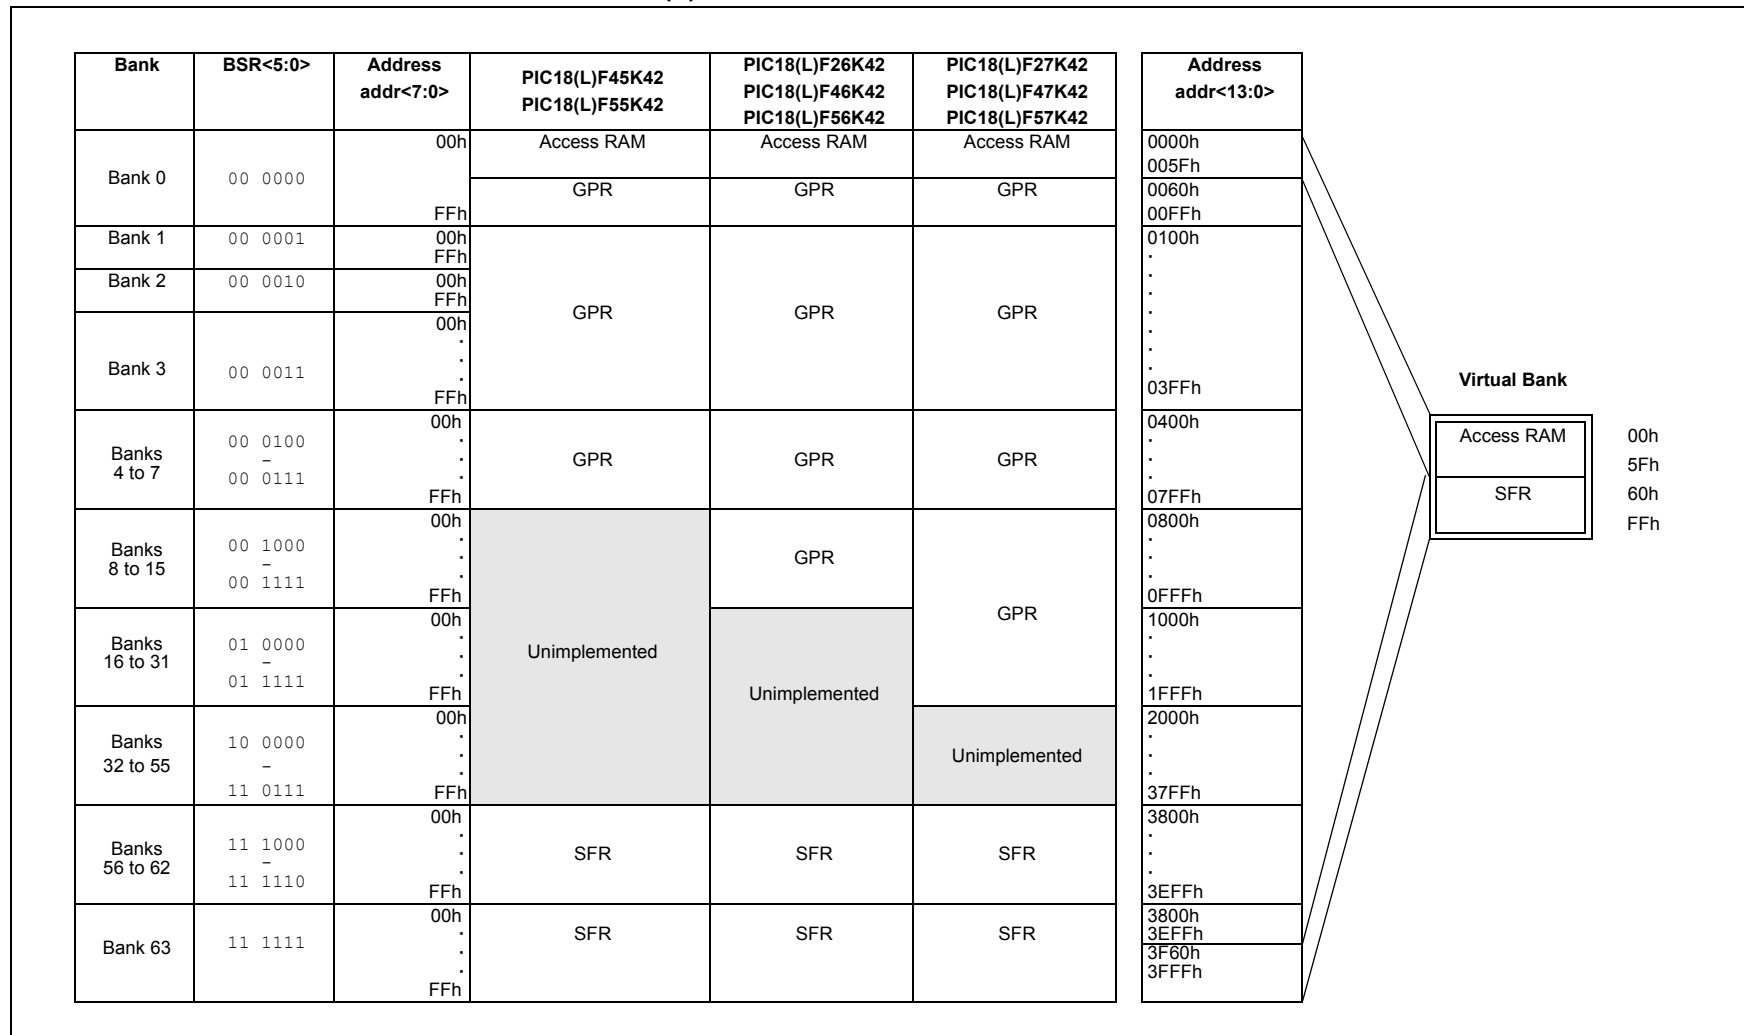 Bank BSR<5:0> Address addr<7:0> PIC18(L)F45K42 PIC18(L)F55K42 PIC18(L)F26K42 PIC18(L)F46K42 PIC18(L)F56K42 PIC18(L)F27K42 PIC18(L)F47K42 PIC18(L)F57K42 Address addr<13:0>
Bank 0 00 0000 00h Access RAM Access RAM Access RAM 0000h
005Fh
GPR GPR GPR 0060h
FFh 00FFh
Bank 1 00 0001 00h 0100h
FFh .
Bank 2 00 0010 00h .
FFh .
GPR GPR GPR .
Bank 3 00 0011 00h .
. .
. .
. 03FFh
FFh
Banks 4 to 7 00 0100 – 00 0111 00h GPR GPR GPR 0400h
. .
. .
. .
FFh 07FFh
Banks 8 to 15 00 1000 – 00 1111 00h GPR 0800h
. .
. .
. .
FFh 0FFFh
GPR
Banks 16 to 31 01 0000 – 01 1111 00h Unimplemented 1000h
. .
. .
. .
FFh Unimplemented 1FFFh
Banks 32 to 55 10 0000 – 11 0111 00h Unimplemented 2000h
. .
. .
. .
FFh 37FFh
Banks 56 to 62 11 1000 – 11 1110 00h SFR SFR SFR 3800h
. .
. .
. .
FFh 3EFFh
Bank 63 11 1111 00h SFR SFR SFR 3800h
. 3EFFh
. 3F60h
. 3FFFh
FFh
Virtual Bank
Access RAM 00h
5Fh
SFR 60h
FFh